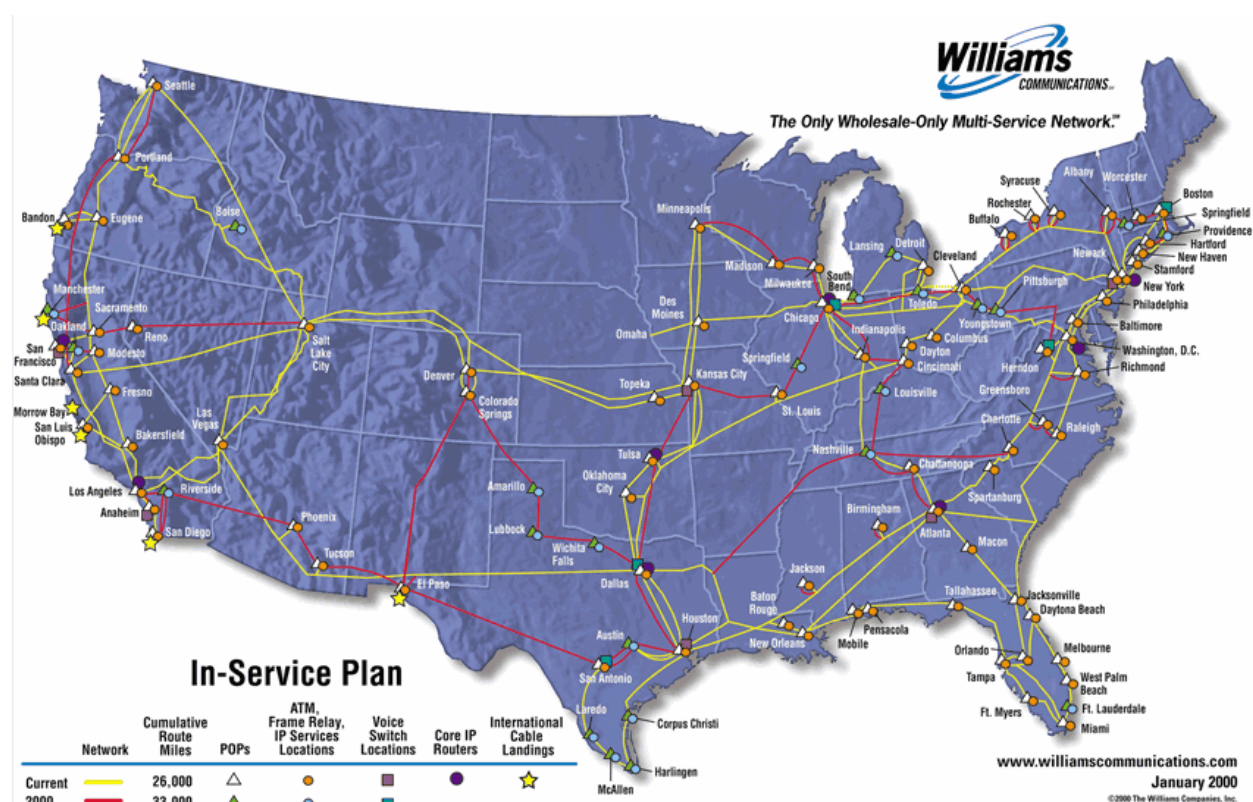 Williams
COMMUNICATIONS
The Only Wholesale-Only Multi-Service Network.℠
Seattle
Portland
Bandon
Eugene
Boise
Manchester
Sacramento
Oakland
Reno
San
Francisco
Modesto
Santa Clara
Fresno
Morrow Bay
San Luis
Obispo
Bakersfield
Las
Vegas
Salt
Lake
City
Los Angeles
Riverside
Anaheim
San Diego
Phoenix
Tucson
El Paso
Denver
Colorado
Springs
Amarillo
Lubbock
Wichita
Falls
Dallas
Austin
San Antonio
Houston
Laredo
Corpus Christi
McAllen
Harlingen
Minneapolis
Madison
Milwaukee
Des
Moines
Omaha
Topeka
Kansas City
St. Louis
Springfield
Chicago
South
Bend
Tulsa
Oklahoma
City
Lansing
Detroit
Toledo
Cleveland
Youngstown
Pittsburgh
Indianapolis
Columbus
Dayton
Cincinnati
Louisville
Nashville
Chattanooga
Birmingham
Jackson
Baton
Rouge
New Orleans
Mobile
Pensacola
Tallahassee
Atlanta
Macon
Spartanburg
Charlotte
Greensboro
Raleigh
Jacksonville
Daytona Beach
Orlando
Melbourne
Tampa
West Palm
Beach
Ft. Myers
Ft. Lauderdale
Miami
Buffalo
Rochester
Syracuse
Albany
Worcester
Boston
Springfield
Providence
Hartford
New Haven
Stamford
Newark
New York
Philadelphia
Baltimore
Washington, D.C.
Herndon
Richmond
In-Service Plan
Network
Cumulative
Route
Miles
POPs
ATM,
Frame Relay,
IP Services
Locations
Voice
Switch
Locations
Core IP
Routers
International
Cable
Landings
Current 26,000
2000 33,000
www.williamscommunications.com
January 2000
©2000 The Williams Companies, Inc.